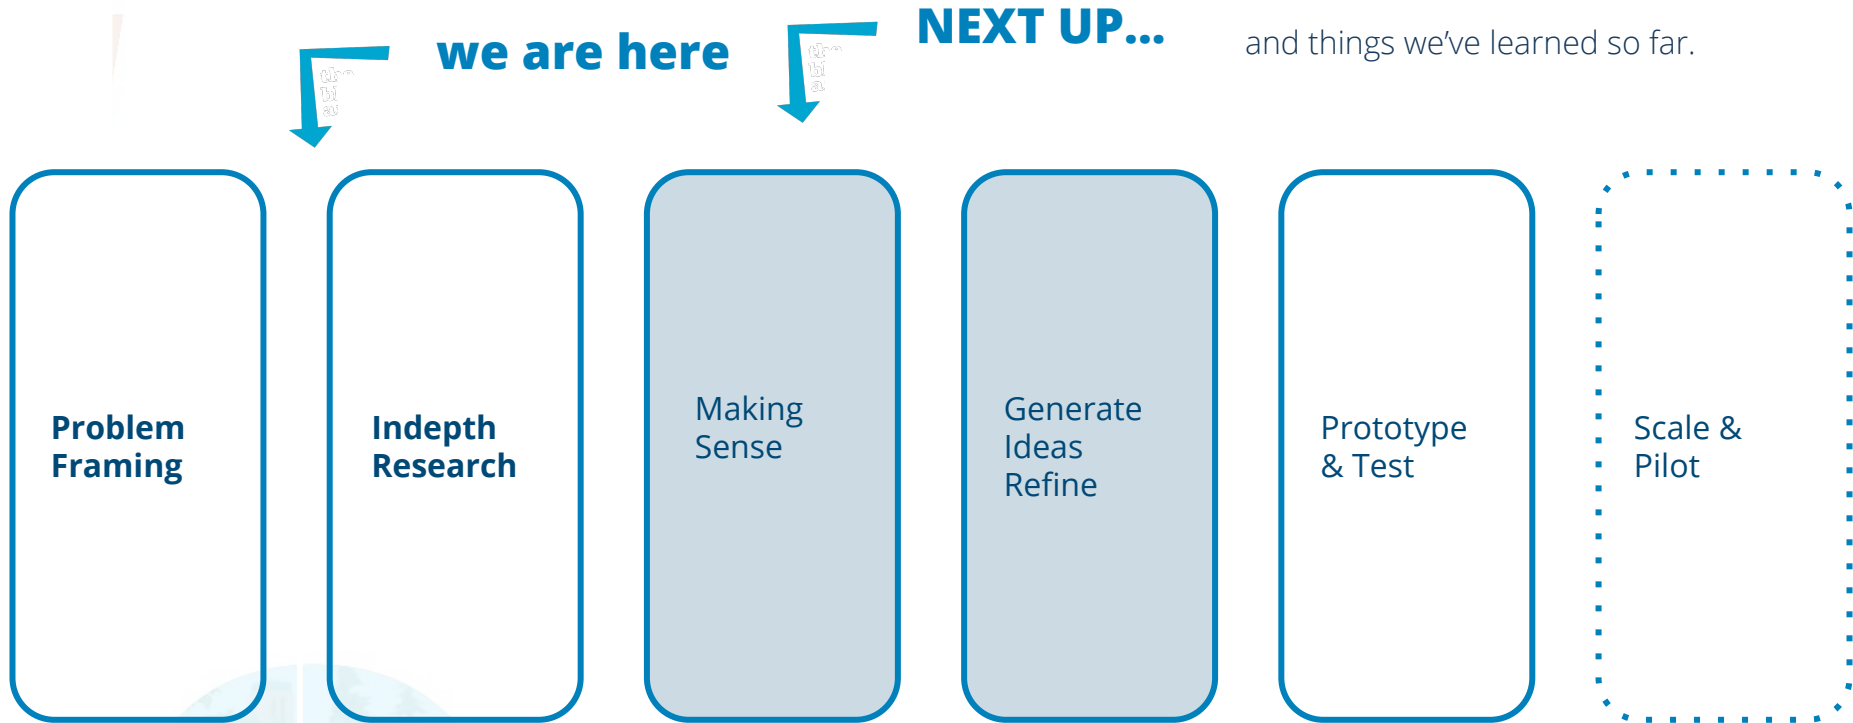 we are here
NEXT UP...
and things we've learned so far.
Problem
Framing
Indepth
Research
Making
Sense
Generate
Ideas
Refine
Prototype
& Test
Scale &
Pilot